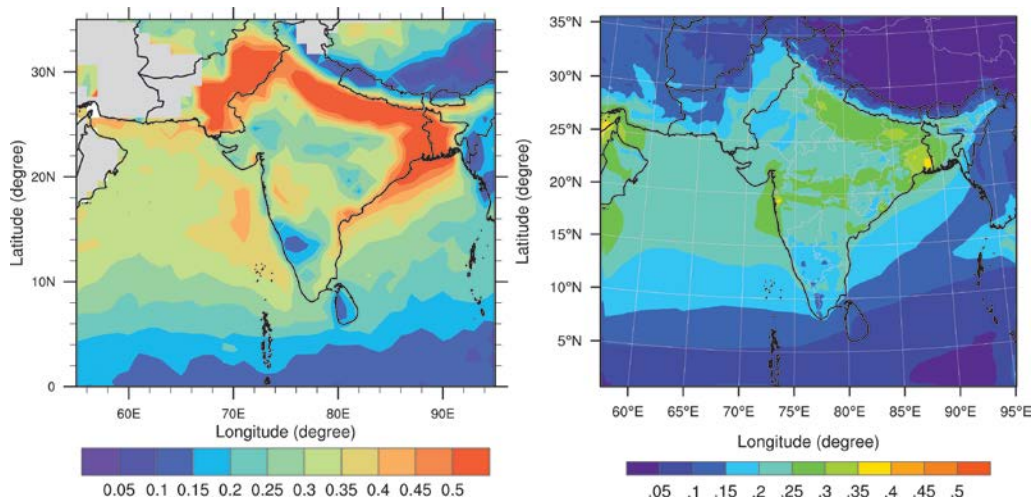 30N
20N
10N
0
Latitude (degree)
60E 70E 80E 90E
Longitude (degree)
0.05 0.1 0.15 0.2 0.25 0.3 0.35 0.4 0.45 0.5
35°N
30°N
25°N
20°N
15°N
10°N
5°N
Latitude (degree)
60°E 65°E 70°E 75°E 80°E 85°E 90°E 95°E
Longitude (degree)
.05 .1 .15 .2 .25 .3 .35 .4 .45 .5